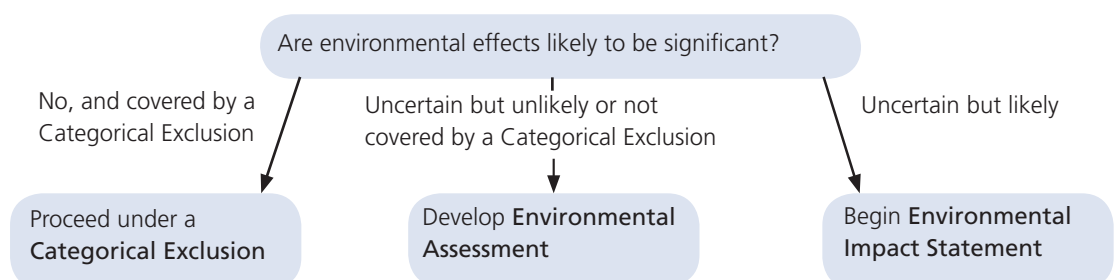 Are environmental effects likely to be significant?
No, and covered by a
Categorical Exclusion
Uncertain but unlikely or not
covered by a Categorical Exclusion
Uncertain but likely
Proceed under a
Categorical Exclusion
Develop Environmental
Assessment
Begin Environmental
Impact Statement